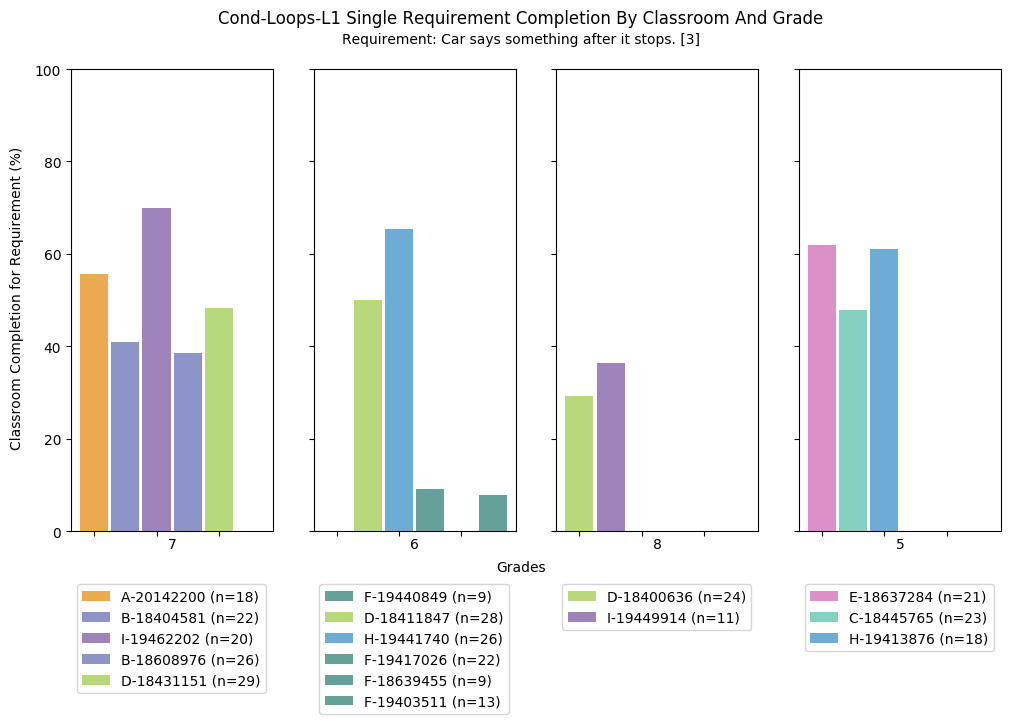 Cond-Loops-L1 Single Requirement Completion By Classroom And Grade
Requirement: Car says something after it stops. [3]
Classroom Completion for Requirement (%)
100
80
60
40
20
0
7
6
8
5
Grades
A-20142200 (n=18)
B-18404581 (n=22)
I-19462202 (n=20)
B-18608976 (n=26)
D-18431151 (n=29)
F-19440849 (n=9)
D-18411847 (n=28)
H-19441740 (n=26)
F-19417026 (n=22)
F-18639455 (n=9)
F-19403511 (n=13)
D-18400636 (n=24)
I-19449914 (n=11)
E-18637284 (n=21)
C-18445765 (n=23)
H-19413876 (n=18)